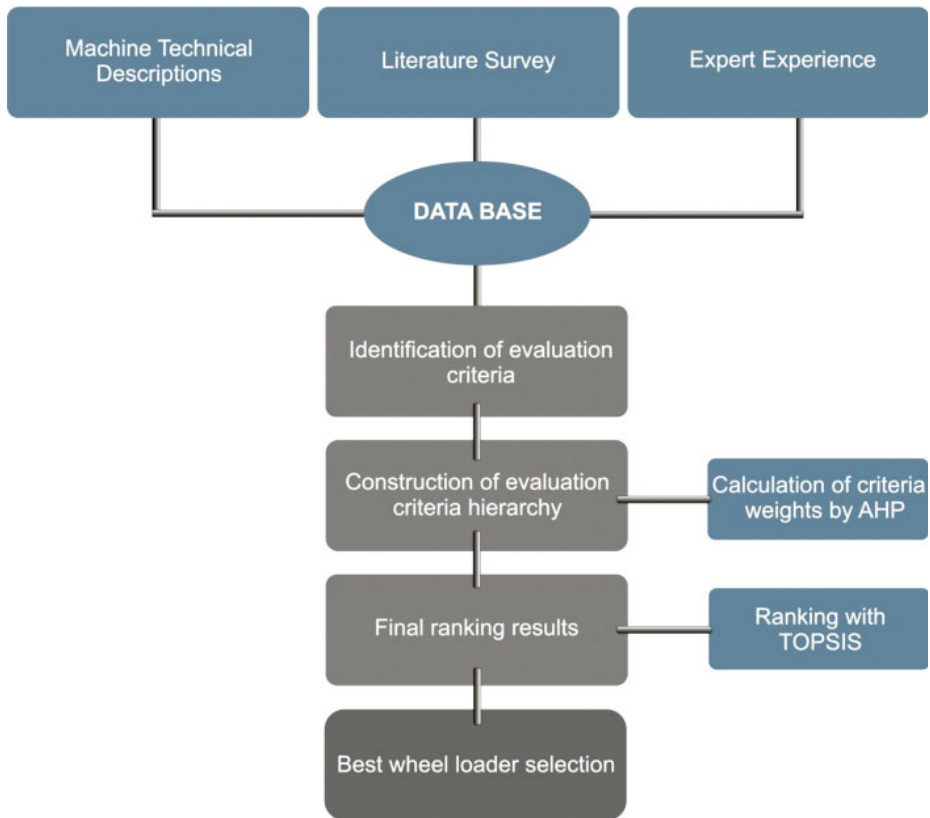 Machine Technical
Descriptions
Literature Survey
Expert Experience
DATA BASE
Identification of evaluation
criteria
Construction of evaluation
criteria hierarchy
Calculation of criteria
weights by AHP
Final ranking results
Ranking with
TOPSIS
Best wheel loader selection